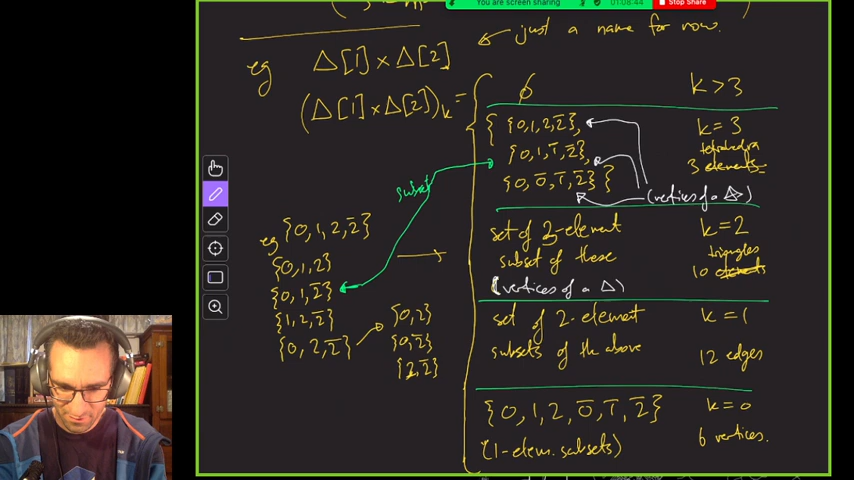 You are screen sharing 01:08:44 Stop Share
just a name for now.
eg Δ[1] × Δ[2]
(Δ[1] × Δ[2])ₖ =
∅ k > 3
{ {0,1,2,2̄}, k = 3
{0,1,1̄,2̄}, tetrahedra
{0,0̄,1̄,2̄} } 3 elements
(vertices of a
subset
set of 3-element k = 2
subset of these triangles
(vertices of a Δ) 10 elements
eg {0,1,2,2̄}
{0,1,2}
{0,1,2̄}
{1,2,2̄}
{0,2,2̄}
{0,2}
{0,2̄}
{2,2̄}
set of 2-element k = 1
subsets of the above 12 edges
{0,1,2,0̄,1̄,2̄} k = 0
(1-elem. subsets) 6 vertices.